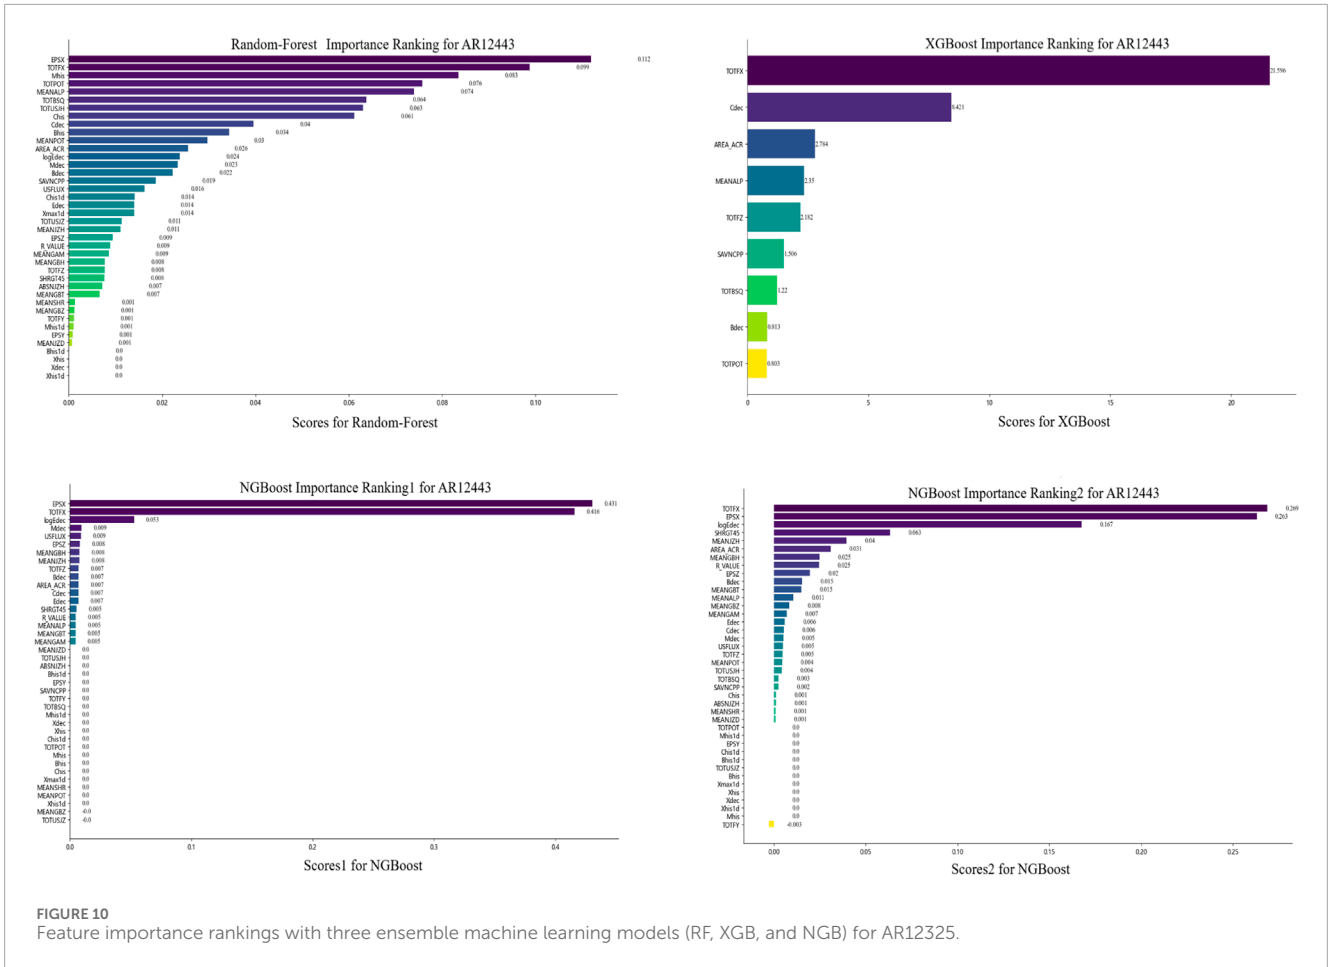 Random-Forest Importance Ranking for AR12443
EPSX 0.112
TOTFX 0.099
Mhis 0.083
TOTPOT 0.076
MEANALP 0.074
TOTBSQ 0.064
TOTUSJH 0.063
Chis 0.061
Cdec 0.04
Bhis 0.034
MEANPOT 0.03
AREA_ACR 0.026
logEdec 0.024
Mdec 0.023
Bdec 0.022
SAVNCPP 0.019
USFLUX 0.016
Chis1d 0.014
Edec 0.014
Xmax1d 0.014
TOTUSJZ 0.011
MEANJZH 0.011
EPSZ 0.009
R_VALUE 0.009
MEANGAM 0.009
MEANGBH 0.008
TOTFZ 0.008
SHRGT45 0.008
ABSNJZH 0.007
MEANGBT 0.007
MEANSHR 0.001
MEANGBZ 0.001
TOTFY 0.001
Mhis1d 0.001
EPSY 0.001
MEANJZD 0.001
Bhis1d 0.0
Xhis 0.0
Xdec 0.0
Xhis1d 0.0
0.00 0.02 0.04 0.06 0.08 0.10
Scores for Random-Forest
XGBoost Importance Ranking for AR12443
TOTFX 21.596
Cdec 8.421
AREA_ACR 2.784
MEANALP 2.35
TOTFZ 2.182
SAVNCPP 1.506
TOTBSQ 1.22
Bdec 0.813
TOTPOT 0.803
0 5 10 15 20
Scores for XGBoost
NGBoost Importance Ranking1 for AR12443
EPSX 0.431
TOTFX 0.416
logEdec 0.053
Mdec 0.009
USFLUX 0.009
EPSZ 0.008
MEANGBH 0.008
MEANJZH 0.008
TOTFZ 0.007
Bdec 0.007
AREA_ACR 0.007
Cdec 0.007
Edec 0.007
SHRGT45 0.005
R_VALUE 0.005
MEANALP 0.005
MEANGBT 0.005
MEANGAM 0.005
MEANJZD 0.0
TOTUSJH 0.0
ABSNJZH 0.0
Bhis1d 0.0
EPSY 0.0
SAVNCPP 0.0
TOTFY 0.0
TOTBSQ 0.0
Mhis1d 0.0
Xdec 0.0
Xhis 0.0
Chis1d 0.0
TOTPOT 0.0
Mhis 0.0
Bhis 0.0
Chis 0.0
Xmax1d 0.0
MEANSHR 0.0
MEANPOT 0.0
Xhis1d 0.0
MEANGBZ -0.0
TOTUSJZ -0.0
0.0 0.1 0.2 0.3 0.4
Scores1 for NGBoost
NGBoost Importance Ranking2 for AR12443
TOTFX 0.269
EPSX 0.263
logEdec 0.167
SHRGT45 0.063
MEANJZH 0.04
AREA_ACR 0.031
MEANGBH 0.025
R_VALUE 0.025
EPSZ 0.02
Bdec 0.015
MEANGBT 0.015
MEANALP 0.011
MEANGBZ 0.008
MEANGAM 0.007
Edec 0.006
Cdec 0.006
Mdec 0.005
USFLUX 0.005
TOTFZ 0.005
MEANPOT 0.004
TOTUSJH 0.004
TOTBSQ 0.003
SAVNCPP 0.002
Chis 0.001
ABSNJZH 0.001
MEANSHR 0.001
MEANJZD 0.001
TOTPOT 0.0
Mhis1d 0.0
EPSY 0.0
Chis1d 0.0
Bhis1d 0.0
TOTUSJZ 0.0
Bhis 0.0
Xmax1d 0.0
Xhis 0.0
Xdec 0.0
Xhis1d 0.0
Mhis 0.0
TOTFY -0.003
0.00 0.05 0.10 0.15 0.20 0.25
Scores2 for NGBoost
FIGURE 10
Feature importance rankings with three ensemble machine learning models (RF, XGB, and NGB) for AR12325.